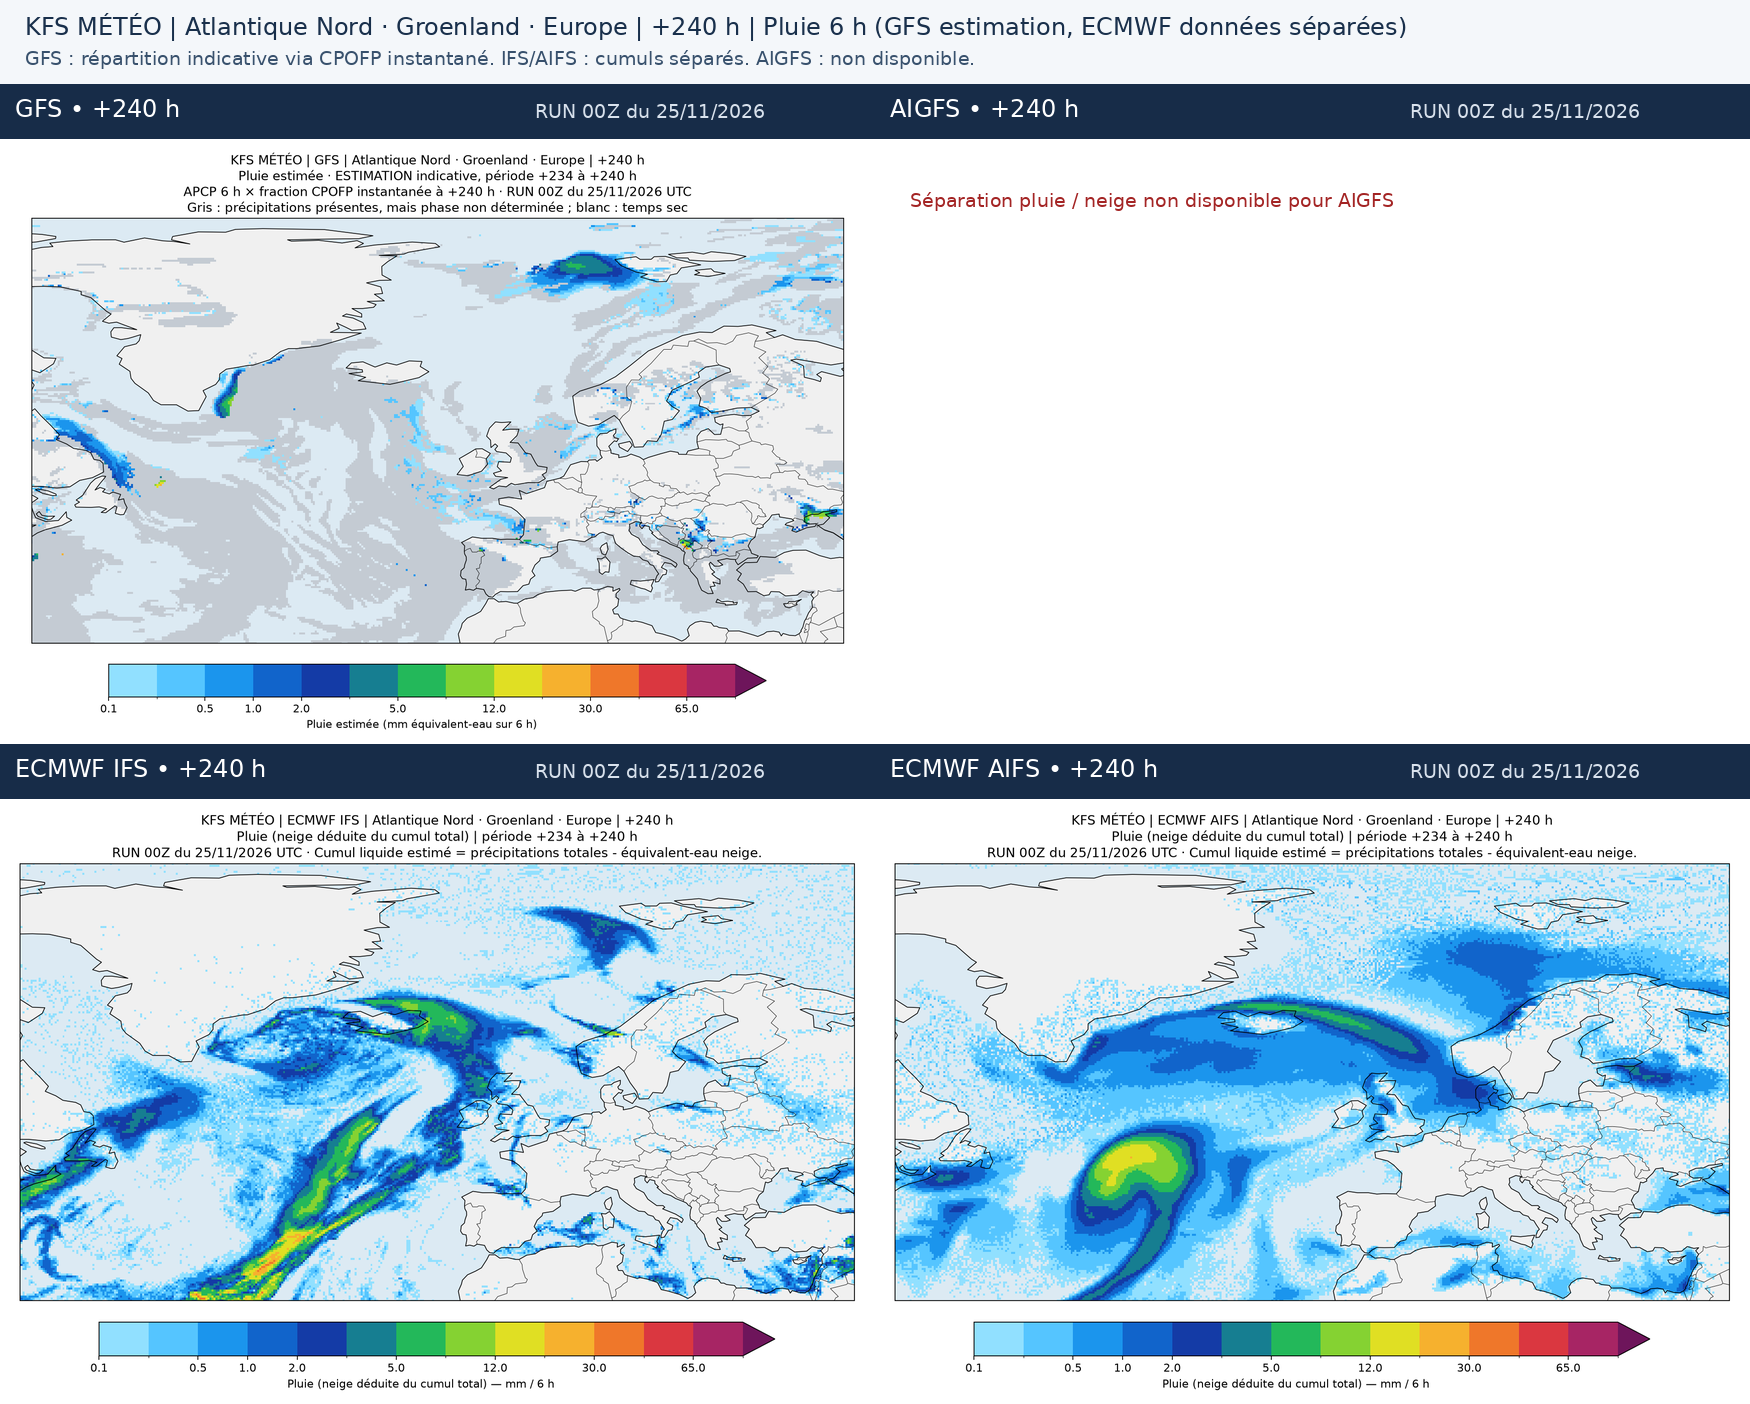 KFS MÉTÉO | Atlantique Nord · Groenland · Europe | +240 h | Pluie 6 h (GFS estimation, ECMWF données séparées)
GFS : répartition indicative via CPOFP instantané. IFS/AIFS : cumuls séparés. AIGFS : non disponible.
GFS • +240 h
RUN 00Z du 25/11/2026
AIGFS • +240 h
RUN 00Z du 25/11/2026
KFS MÉTÉO | GFS | Atlantique Nord · Groenland · Europe | +240 h
Pluie estimée · ESTIMATION indicative, période +234 à +240 h
APCP 6 h × fraction CPOFP instantanée à +240 h · RUN 00Z du 25/11/2026 UTC
Gris : précipitations présentes, mais phase non déterminée ; blanc : temps sec
Séparation pluie / neige non disponible pour AIGFS
0.1 0.5 1.0 2.0 5.0 12.0 30.0 65.0
Pluie estimée (mm équivalent-eau sur 6 h)
ECMWF IFS • +240 h
RUN 00Z du 25/11/2026
ECMWF AIFS • +240 h
RUN 00Z du 25/11/2026
KFS MÉTÉO | ECMWF IFS | Atlantique Nord · Groenland · Europe | +240 h
Pluie (neige déduite du cumul total) | période +234 à +240 h
RUN 00Z du 25/11/2026 UTC · Cumul liquide estimé = précipitations totales - équivalent-eau neige.
KFS MÉTÉO | ECMWF AIFS | Atlantique Nord · Groenland · Europe | +240 h
Pluie (neige déduite du cumul total) | période +234 à +240 h
RUN 00Z du 25/11/2026 UTC · Cumul liquide estimé = précipitations totales - équivalent-eau neige.
0.1 0.5 1.0 2.0 5.0 12.0 30.0 65.0
Pluie (neige déduite du cumul total) — mm / 6 h
0.1 0.5 1.0 2.0 5.0 12.0 30.0 65.0
Pluie (neige déduite du cumul total) — mm / 6 h